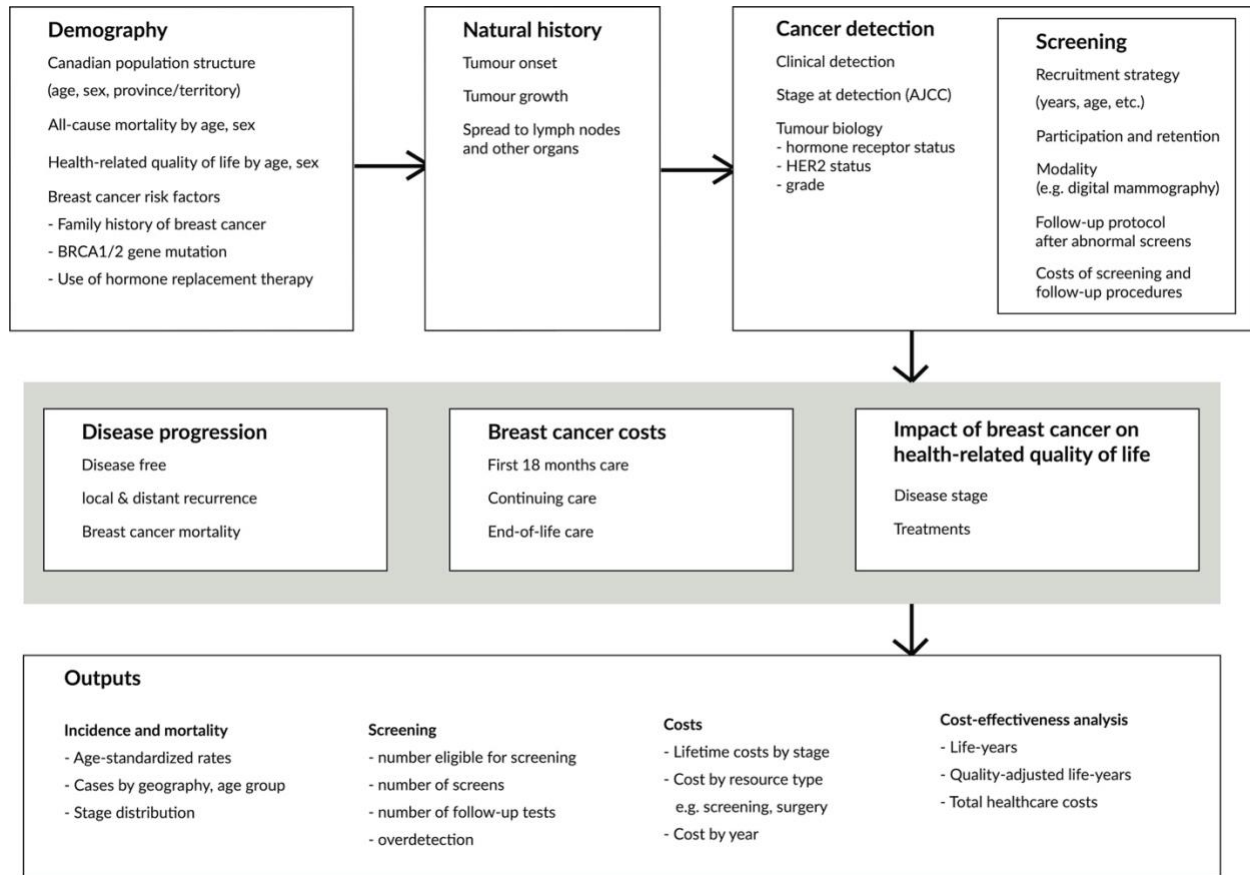 Demography
Canadian population structure
(age, sex, province/territory)
All-cause mortality by age, sex
Health-related quality of life by age, sex
Breast cancer risk factors
- Family history of breast cancer
- BRCA1/2 gene mutation
- Use of hormone replacement therapy
Natural history
Tumour onset
Tumour growth
Spread to lymph nodes
and other organs
Cancer detection
Clinical detection
Stage at detection (AJCC)
Tumour biology
- hormone receptor status
- HER2 status
- grade
Screening
Recruitment strategy
(years, age, etc.)
Participation and retention
Modality
(e.g. digital mammography)
Follow-up protocol
after abnormal screens
Costs of screening and
follow-up procedures
Disease progression
Disease free
local & distant recurrence
Breast cancer mortality
Breast cancer costs
First 18 months care
Continuing care
End-of-life care
Impact of breast cancer on
health-related quality of life
Disease stage
Treatments
Outputs
Incidence and mortality
- Age-standardized rates
- Cases by geography, age group
- Stage distribution
Screening
- number eligible for screening
- number of screens
- number of follow-up tests
- overdetection
Costs
- Lifetime costs by stage
- Cost by resource type
e.g. screening, surgery
- Cost by year
Cost-effectiveness analysis
- Life-years
- Quality-adjusted life-years
- Total healthcare costs